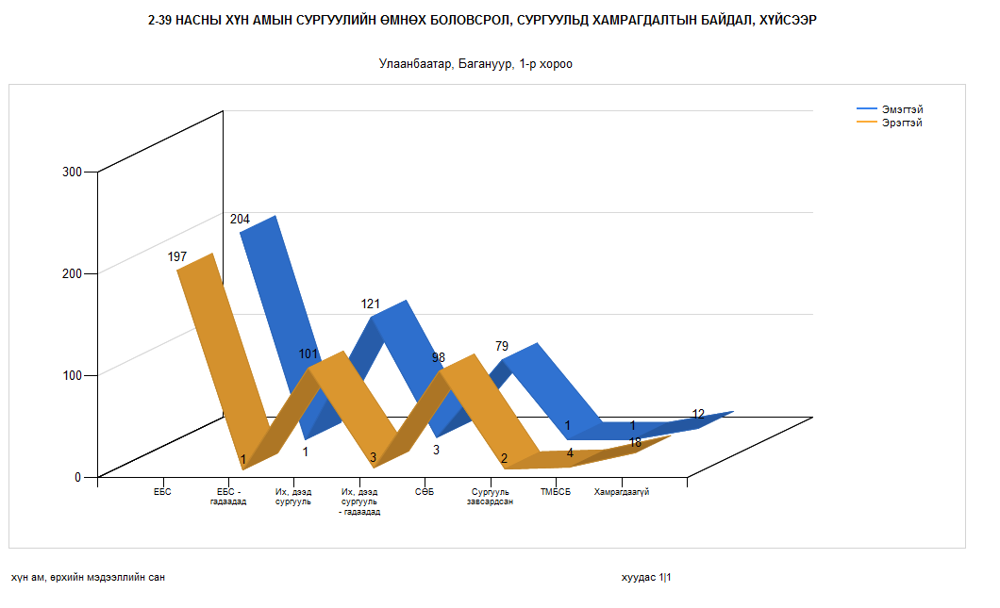 2-39 НАСНЫ ХҮН АМЫН СУРГУУЛИЙН ӨМНӨХ БОЛОВСРОЛ, СУРГУУЛЬД ХАМРАГДАЛТЫН БАЙДАЛ, ХҮЙСЭЭР
Улаанбаатар, Багануур, 1-р хороо
Эмэгтэй
Эрэгтэй
300
200
100
0
204
197
121
101
98
79
1
1
3
3
2
1
4
1
18
12
ЕБС
ЕБС -
гадаадад
Их, дээд
сургууль
Их, дээд
сургууль
- гадаадад
СӨБ
Сургууль
завсардсан
ТМБСБ
Хамрагдаагүй
хүн ам, өрхийн мэдээллийн сан
хуудас 1|1